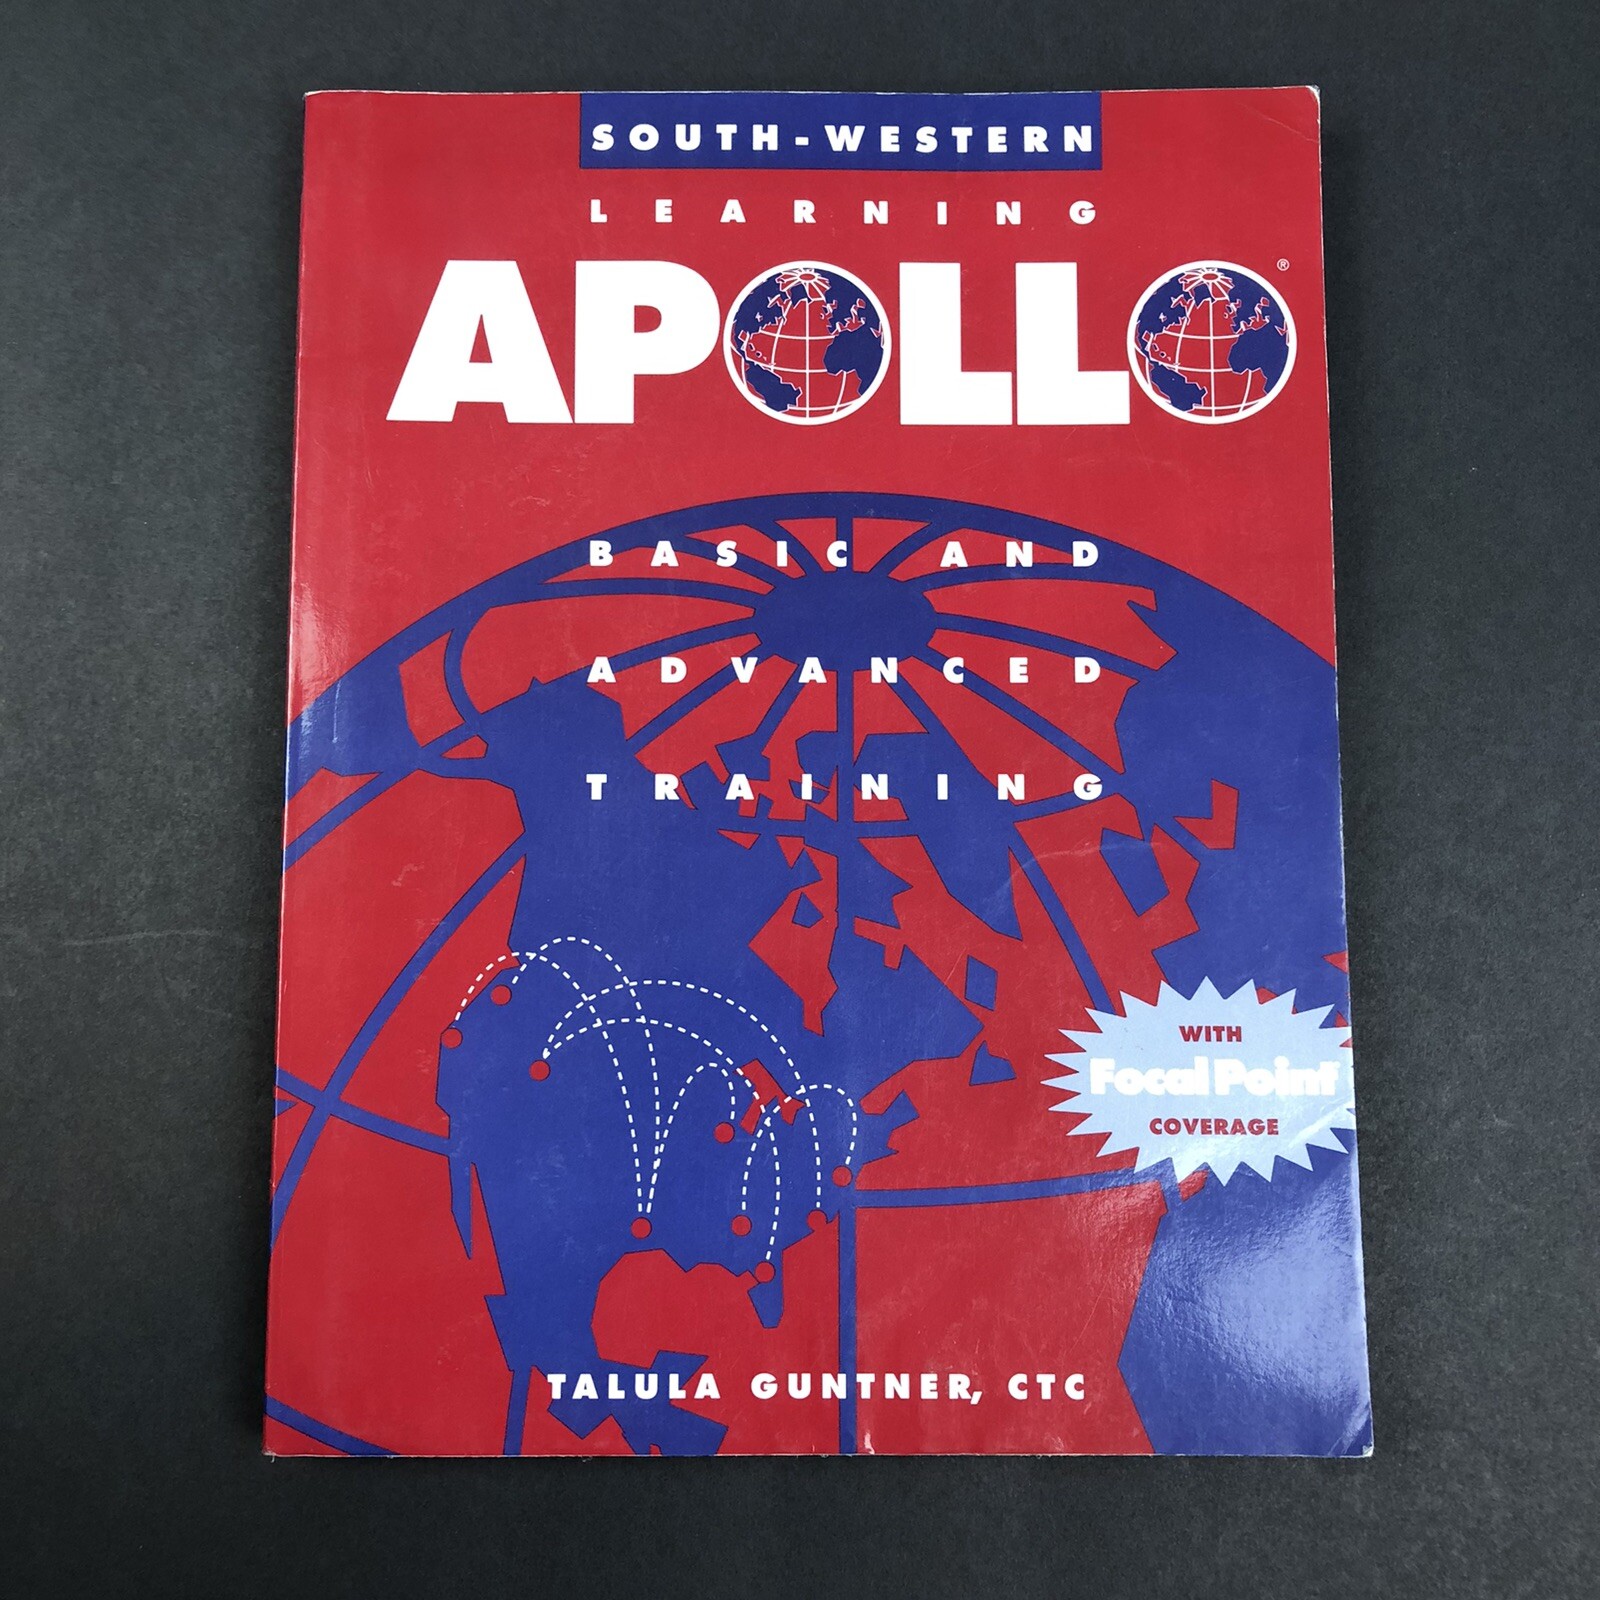 SOUTH-WESTERN
LEARNING
APOLLO®
BASIC AND
ADVANCED
TRAINING
WITH
Focal Point
COVERAGE
TALULA GUNTNER, CTC